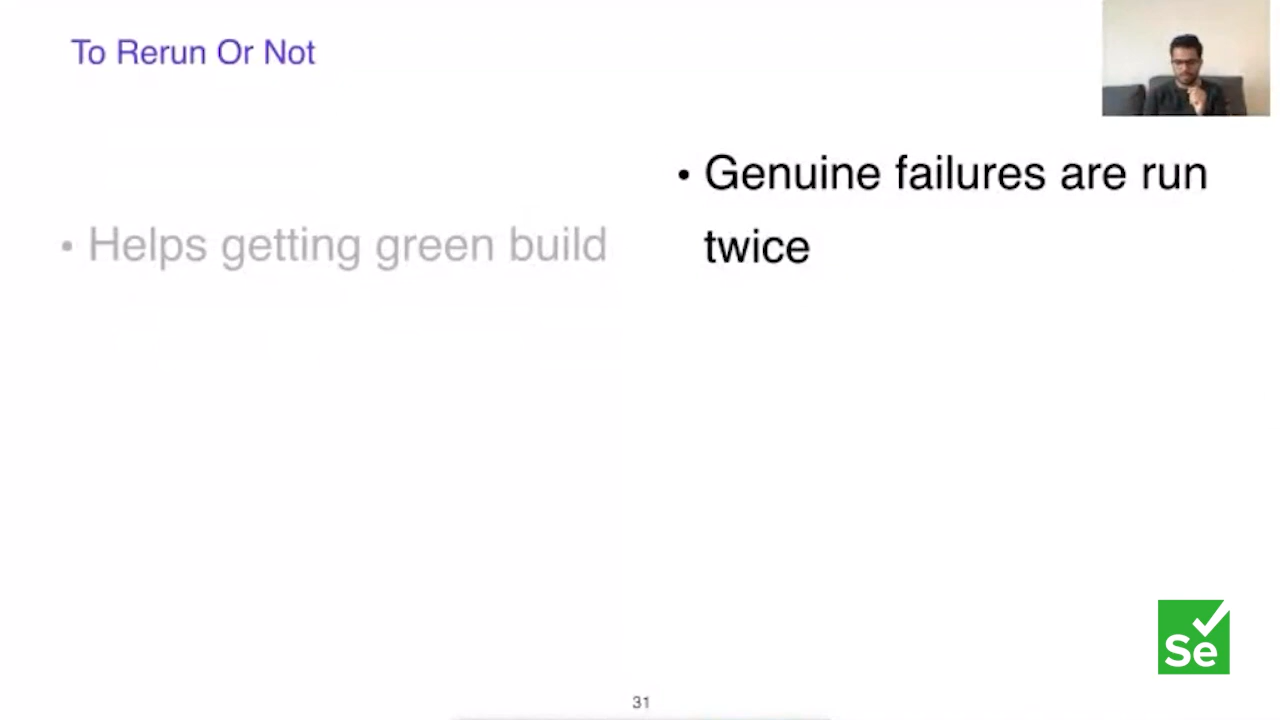 To Rerun Or Not
• Helps getting green build
• Genuine failures are run
twice
Se
31